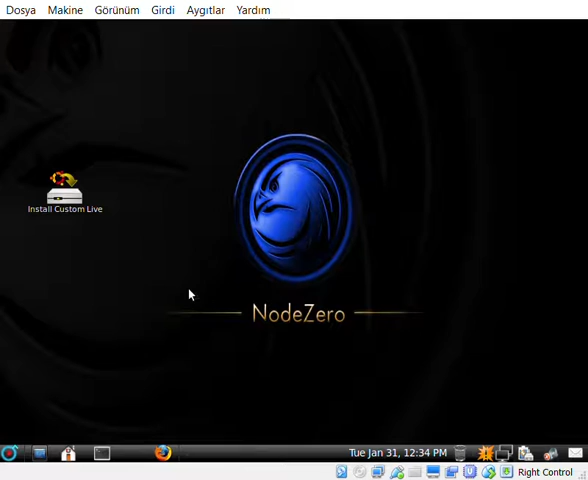 Dosya Makine Görünüm Girdi Aygıtlar Yardım
Install Custom Live
NodeZero
Tue Jan 31, 12:34 PM
Right Control